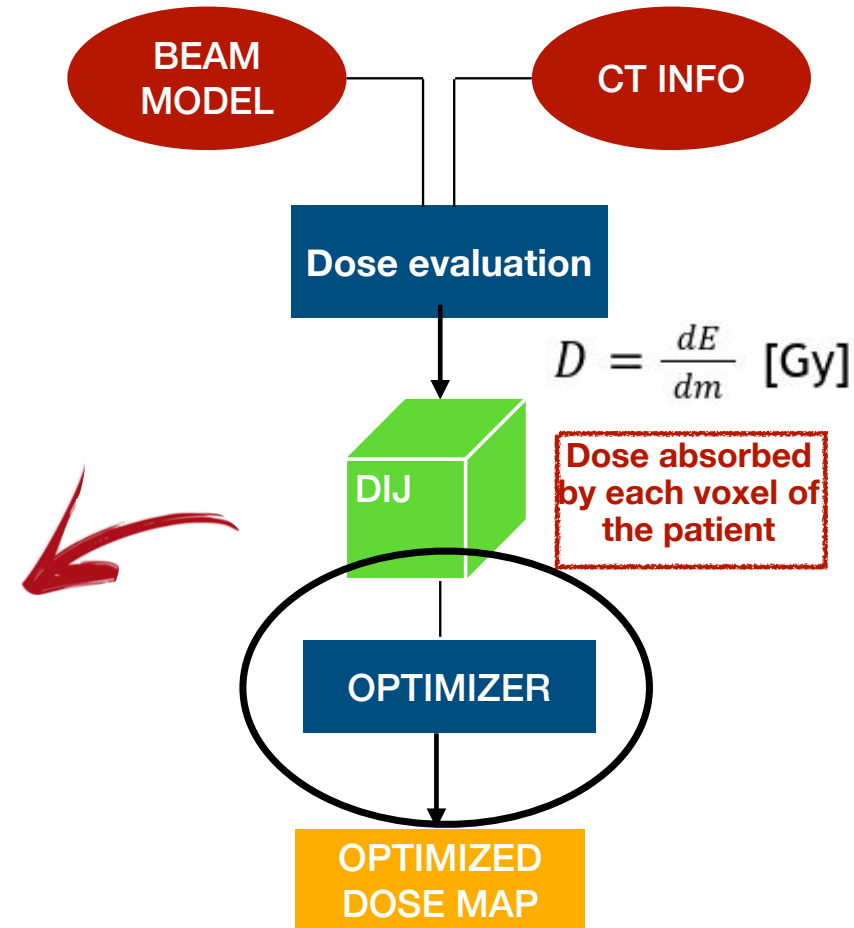 BEAM
MODEL
CT INFO
Dose evaluation
D = dE/dm [Gy]
DIJ
Dose absorbed
by each voxel of
the patient
OPTIMIZER
OPTIMIZED
DOSE MAP